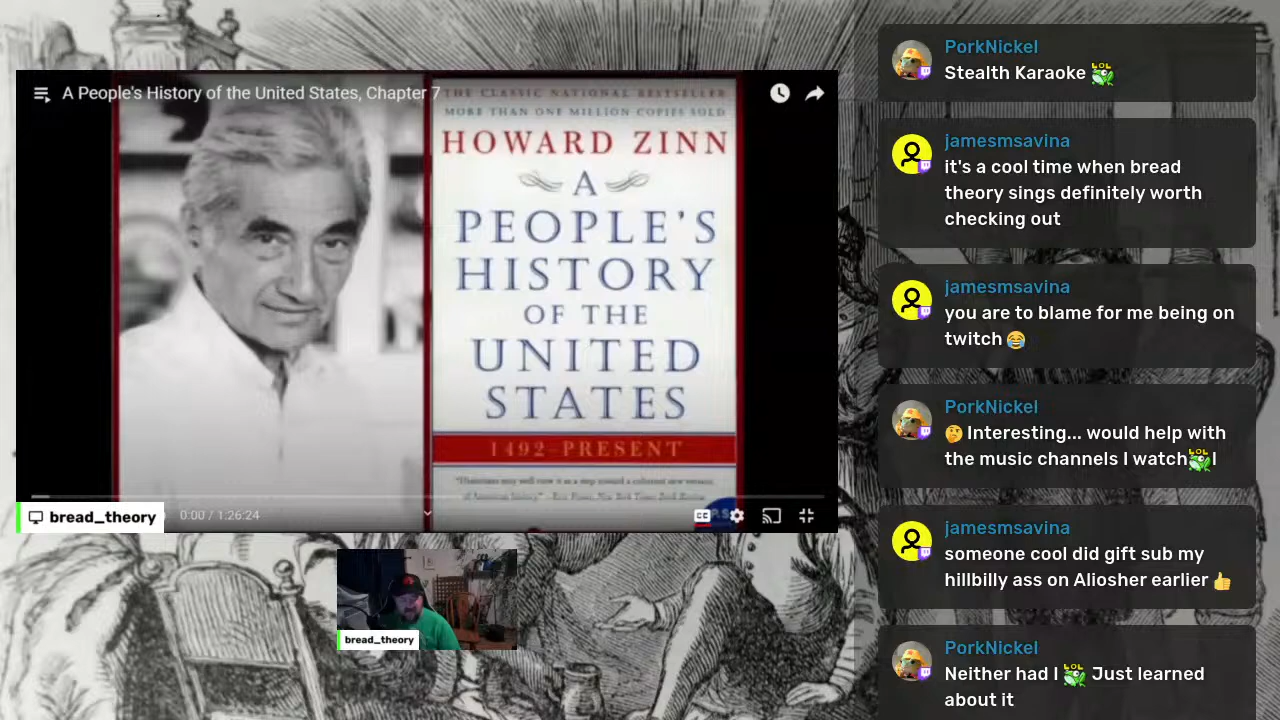 A People's History of the United States, Chapter 7
THE CLASSIC NATIONAL BESTSELLER
MORE THAN ONE MILLION COPIES SOLD
HOWARD ZINN
A
PEOPLE'S
HISTORY
OF THE
UNITED
STATES
1492–PRESENT
bread_theory
0:00 / 1:26:24
CC
bread_theory
PorkNickel
Stealth Karaoke LOL
jamesmsavina
it's a cool time when bread
theory sings definitely worth
checking out
jamesmsavina
you are to blame for me being on
twitch
PorkNickel
Interesting... would help with
the music channels I watch LOL I
jamesmsavina
someone cool did gift sub my
hillbilly ass on Aliosher earlier
PorkNickel
Neither had I LOL Just learned
about it